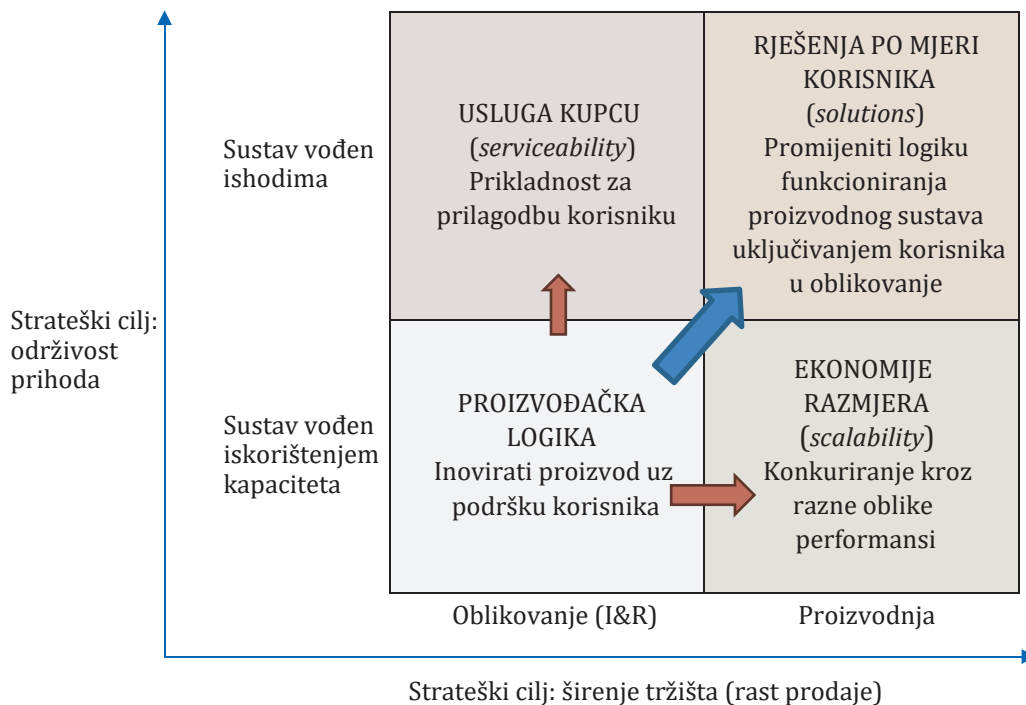 Strateški cilj:
održivost
prihoda
Sustav vođen
ishodima
USLUGA KUPCU
(serviceability)
Prikladnost za
prilagodbu korisniku
RJEŠENJA PO MJERI
KORISNIKA
(solutions)
Promijeniti logiku
funkcioniranja
proizvodnog sustava
uključivanjem korisnika
u oblikovanje
Sustav vođen
iskorištenjem
kapaciteta
PROIZVOĐAČKA
LOGIKA
Inovirati proizvod uz
podršku korisnika
EKONOMIJE
RAZMJERA
(scalability)
Konkuriranje kroz
razne oblike
performansi
Oblikovanje (I&R)
Proizvodnja
Strateški cilj: širenje tržišta (rast prodaje)